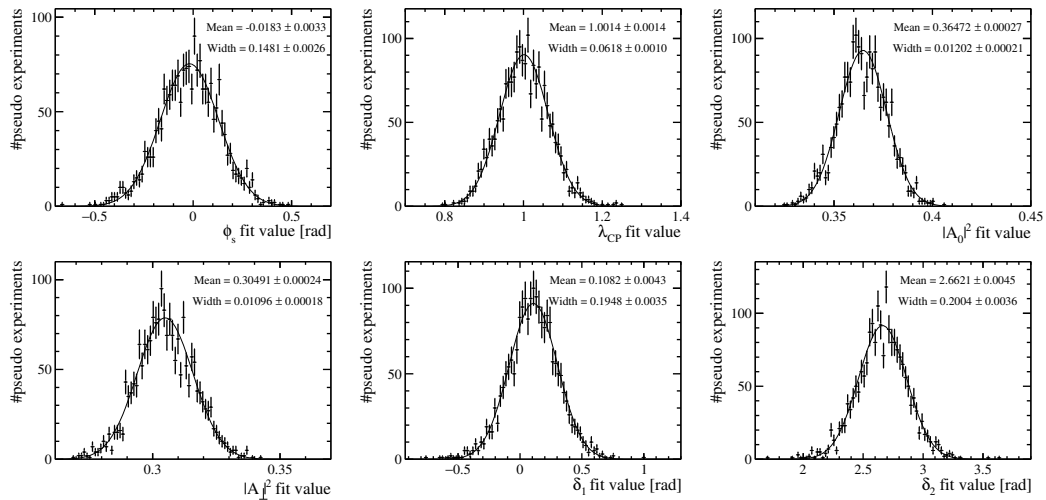 #pseudo experiments
100
50
0
Mean = -0.0183 ± 0.0033
Width = 0.1481 ± 0.0026
−0.5 0 0.5
ϕs fit value [rad]
#pseudo experiments
100
50
0
Mean = 1.0014 ± 0.0014
Width = 0.0618 ± 0.0010
0.8 1 1.2 1.4
λCP fit value
#pseudo experiments
100
50
0
Mean = 0.36472 ± 0.00027
Width = 0.01202 ± 0.00021
0.35 0.4 0.45
|A0|² fit value
#pseudo experiments
100
50
0
Mean = 0.30491 ± 0.00024
Width = 0.01096 ± 0.00018
0.3 0.35
|A⊥|² fit value
#pseudo experiments
100
50
0
Mean = 0.1082 ± 0.0043
Width = 0.1948 ± 0.0035
−0.5 0 0.5 1
δ1 fit value [rad]
#pseudo experiments
100
50
0
Mean = 2.6621 ± 0.0045
Width = 0.2004 ± 0.0036
2 2.5 3 3.5
δ2 fit value [rad]